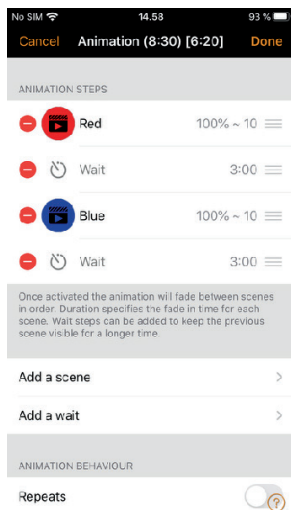 No SIM 14.58 93 %
Cancel Animation (8:30) [6:20] Done
ANIMATION STEPS
Red 100% ~ 10
Wait 3:00
Blue 100% ~ 10
Wait 3:00
Once activated the animation will fade between scenes
in order. Duration specifies the fade in time for each
scene. Wait steps can be added to keep the previous
scene visible for a longer time.
Add a scene
Add a wait
ANIMATION BEHAVIOUR
Repeats
?